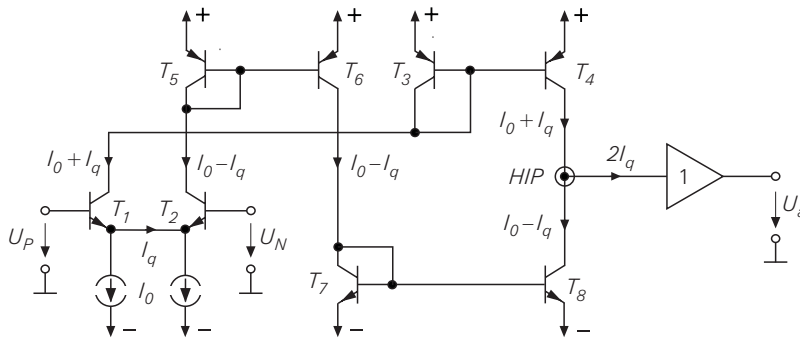 + + + +
T5 T6 T3 T4
I0+Iq
I0+Iq I0−Iq I0−Iq HIP 2Iq 1
T1 T2 I0−Iq Ua
UP Iq UN
I0 T7 T8
− − − −